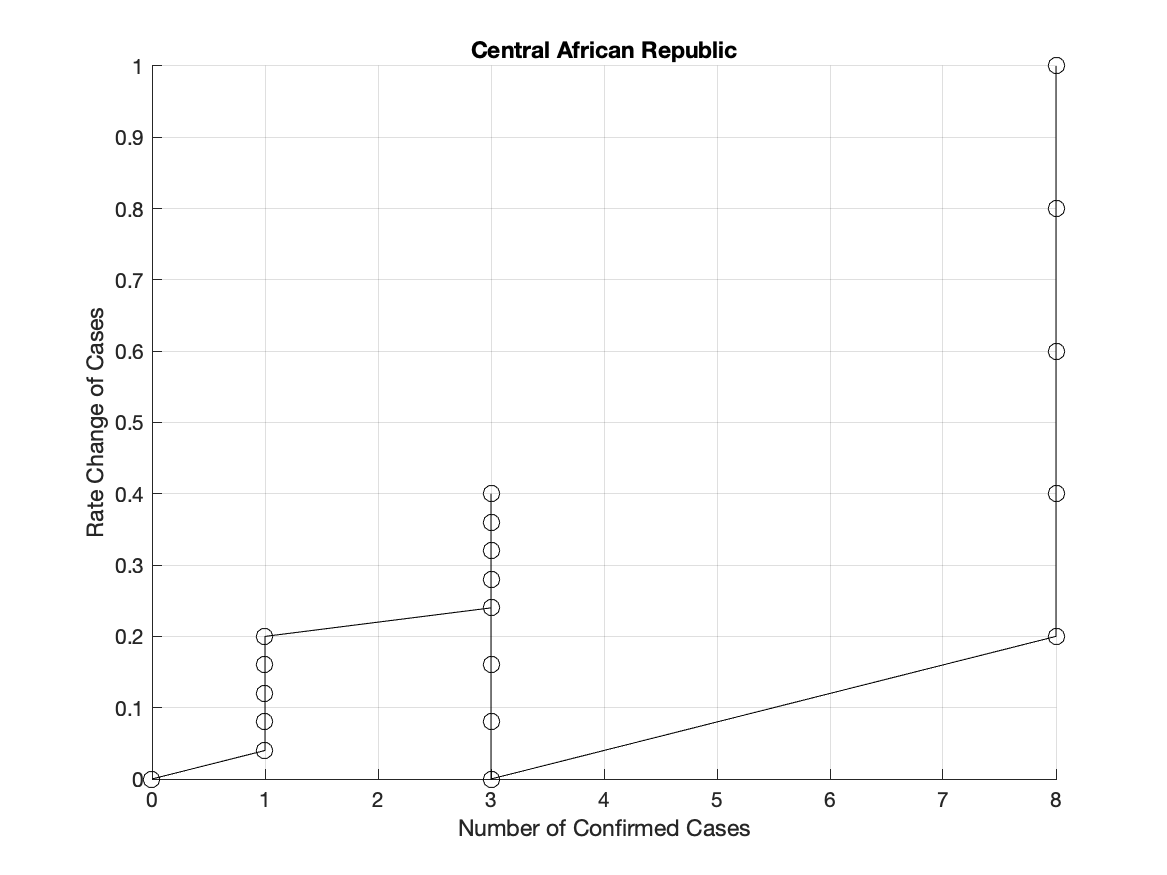 Central African Republic
1
0.9
0.8
0.7
0.6
0.5
0.4
0.3
0.2
0.1
0
Rate Change of Cases
0 1 2 3 4 5 6 7 8
Number of Confirmed Cases